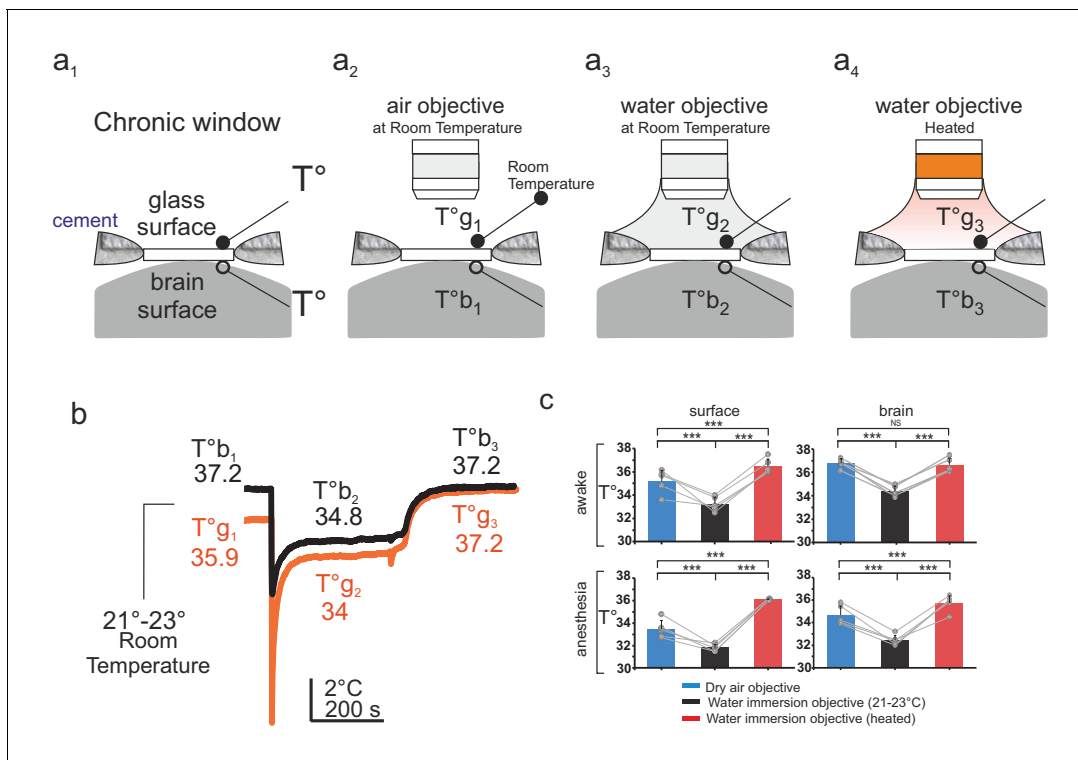 a1
Chronic window
T°
glass
surface
cement
brain
surface
T°
a2
air objective
at Room Temperature
Room
Temperature
T°g1
T°b1
a3
water objective
at Room Temperature
T°g2
T°b2
a4
water objective
Heated
T°g3
T°b3
b
T°b1
37.2
T°g1
35.9
21°-23°
Room
Temperature
T°b2
34.8
T°g2
34
T°b3
37.2
T°g3
37.2
2°C
200 s
c
surface
brain
***
***
***
NS
***
***
awake
T°
38
36
34
32
30
38
36
34
32
30
***
***
***
***
***
***
anesthesia
T°
38
36
34
32
30
38
36
34
32
30
Dry air objective
Water immersion objective (21-23°C)
Water immersion objective (heated)